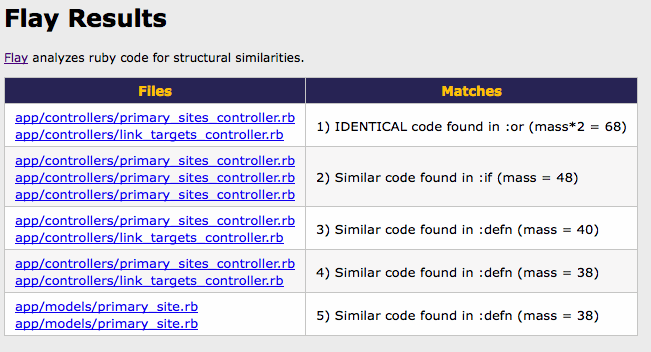 Flay Results
Flay analyzes ruby code for structural similarities.
Files Matches
app/controllers/primary_sites_controller.rb
app/controllers/link_targets_controller.rb
1) IDENTICAL code found in :or (mass*2 = 68)
app/controllers/primary_sites_controller.rb
app/controllers/primary_sites_controller.rb
app/controllers/primary_sites_controller.rb
2) Similar code found in :if (mass = 48)
app/controllers/primary_sites_controller.rb
app/controllers/link_targets_controller.rb
3) Similar code found in :defn (mass = 40)
app/controllers/primary_sites_controller.rb
app/controllers/link_targets_controller.rb
4) Similar code found in :defn (mass = 38)
app/models/primary_site.rb
app/models/primary_site.rb
5) Similar code found in :defn (mass = 38)